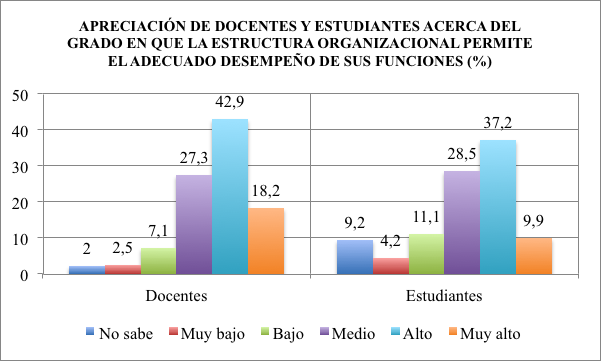 APRECIACIÓN DE DOCENTES Y ESTUDIANTES ACERCA DEL
GRADO EN QUE LA ESTRUCTURA ORGANIZACIONAL PERMITE
EL ADECUADO DESEMPEÑO DE SUS FUNCIONES (%)
50
40
30
20
10
0
2
2,5
7,1
27,3
42,9
18,2
9,2
4,2
11,1
28,5
37,2
9,9
Docentes
Estudiantes
No sabe
Muy bajo
Bajo
Medio
Alto
Muy alto